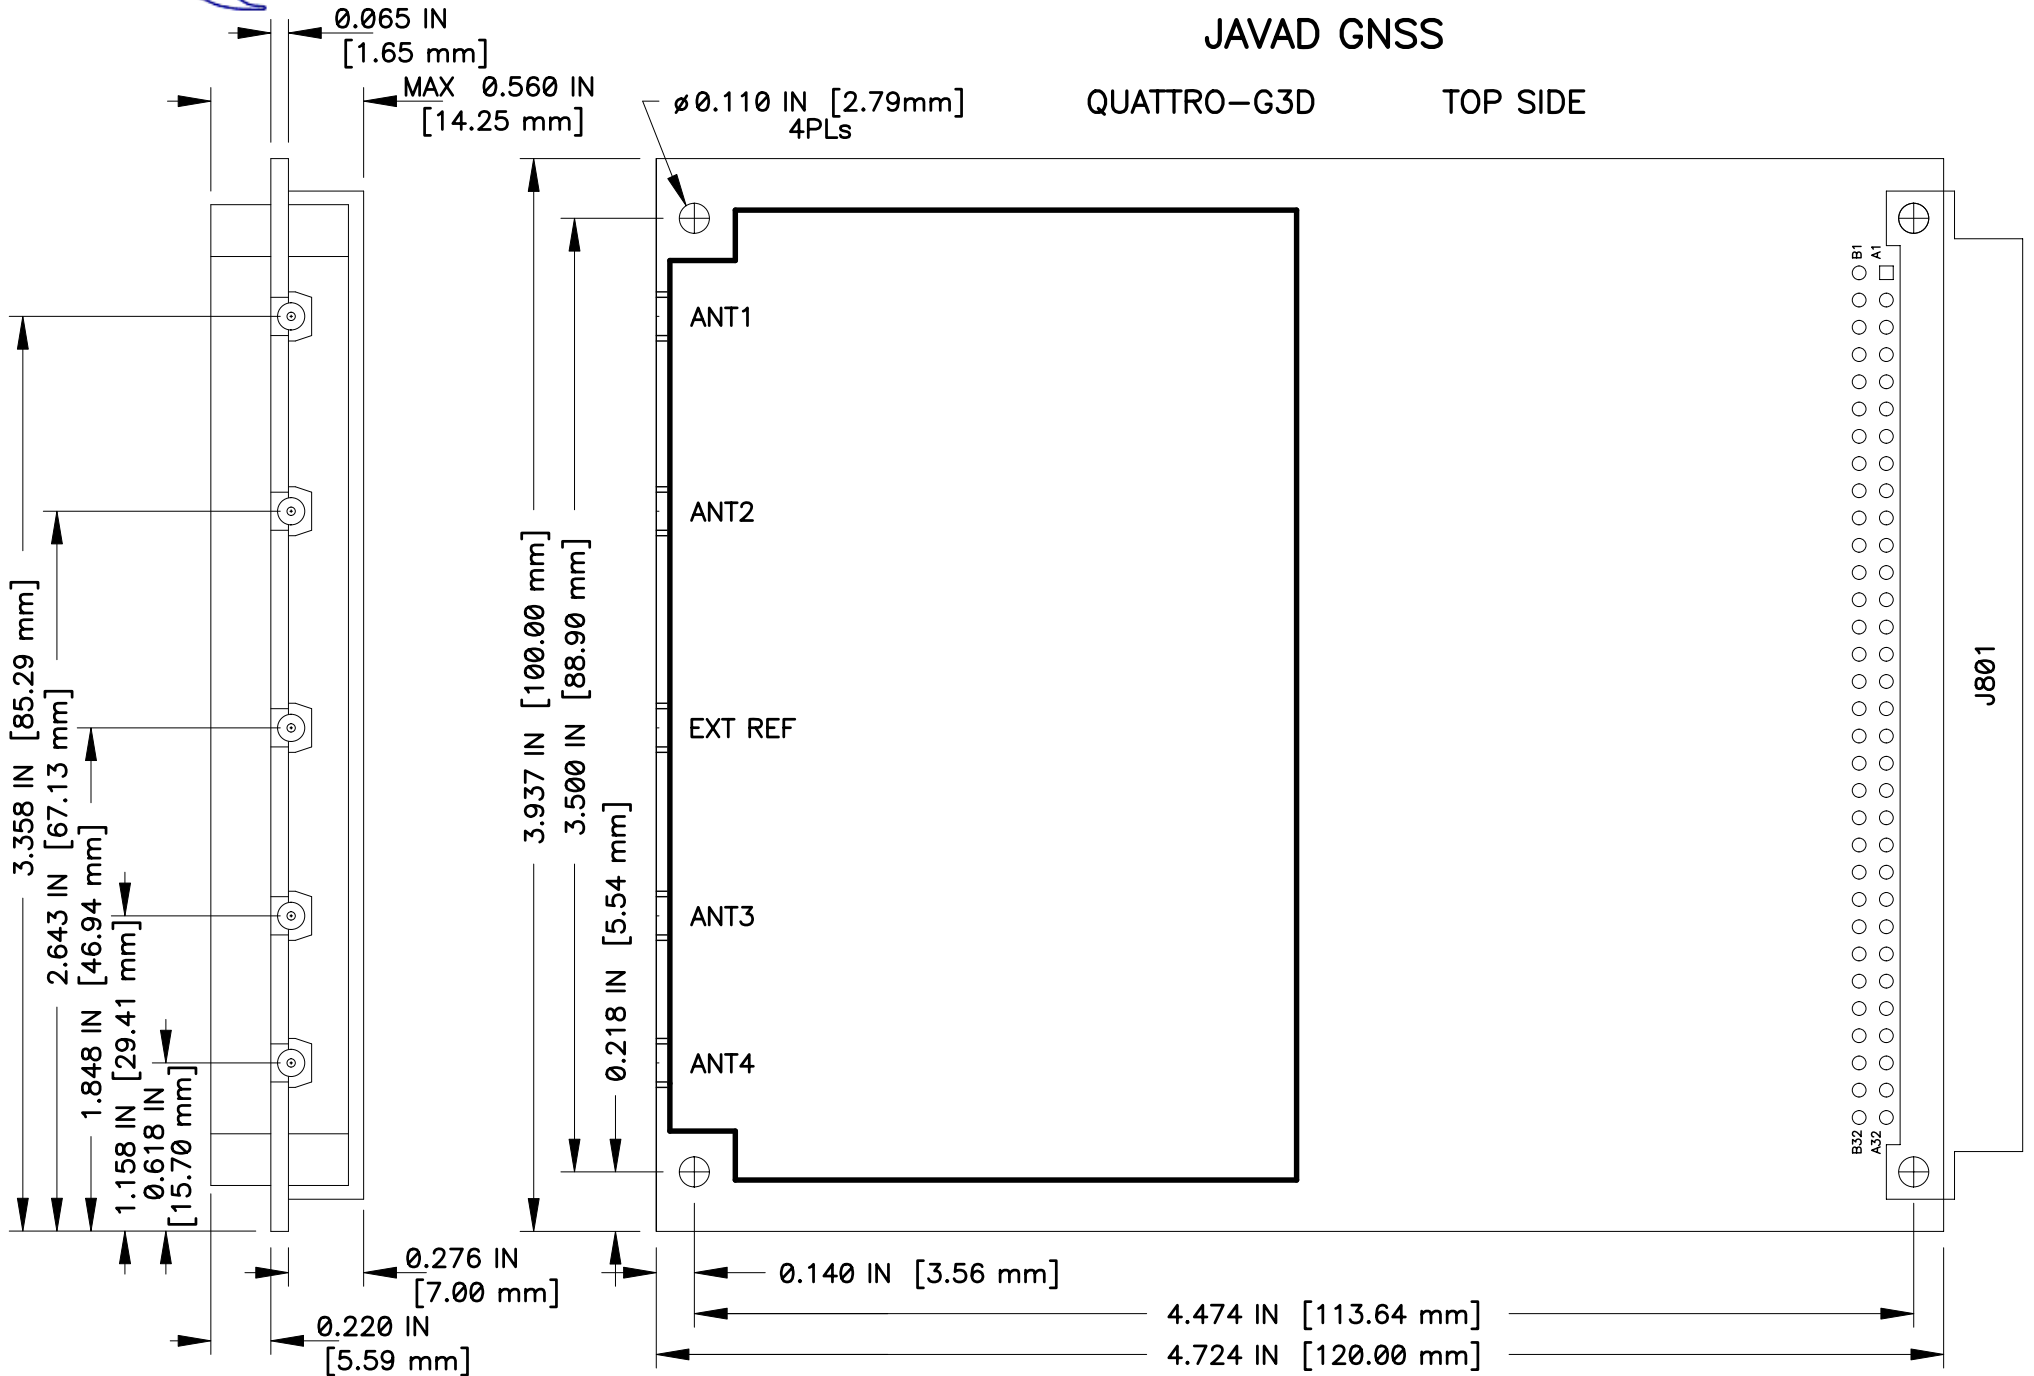 JAVAD GNSS
QUATTRO-G3D TOP SIDE
0.065 IN
[1.65 mm]
MAX 0.560 IN
[14.25 mm]
ø0.110 IN [2.79mm]
4PLs
3.358 IN [85.29 mm]
2.643 IN [67.13 mm]
1.848 IN [46.94 mm]
1.158 IN [29.41 mm]
0.618 IN
[15.70 mm]
3.937 IN [100.00 mm]
3.500 IN [88.90 mm]
0.218 IN [5.54 mm]
ANT1
ANT2
EXT REF
ANT3
ANT4
B1
A1
B32
A32
J801
0.276 IN
[7.00 mm]
0.220 IN
[5.59 mm]
0.140 IN [3.56 mm]
4.474 IN [113.64 mm]
4.724 IN [120.00 mm]